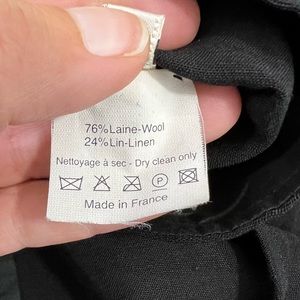 76%Laine-Wool
24%Lin-Linen
Nettoyage à sec - Dry clean only
P
Made in France